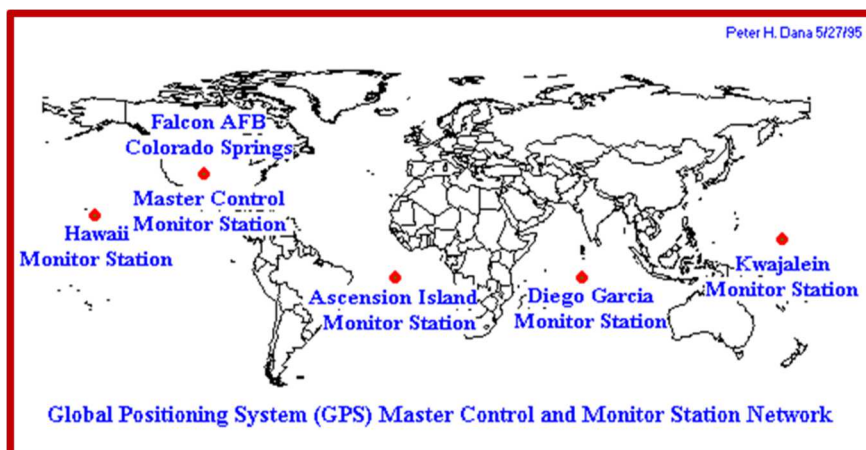 Peter H. Dana 5/27/95
Falcon AFB
Colorado Springs
Master Control
Monitor Station
Hawaii
Monitor Station
Ascension Island
Monitor Station
Diego Garcia
Monitor Station
Kwajalein
Monitor Station
Global Positioning System (GPS) Master Control and Monitor Station Network